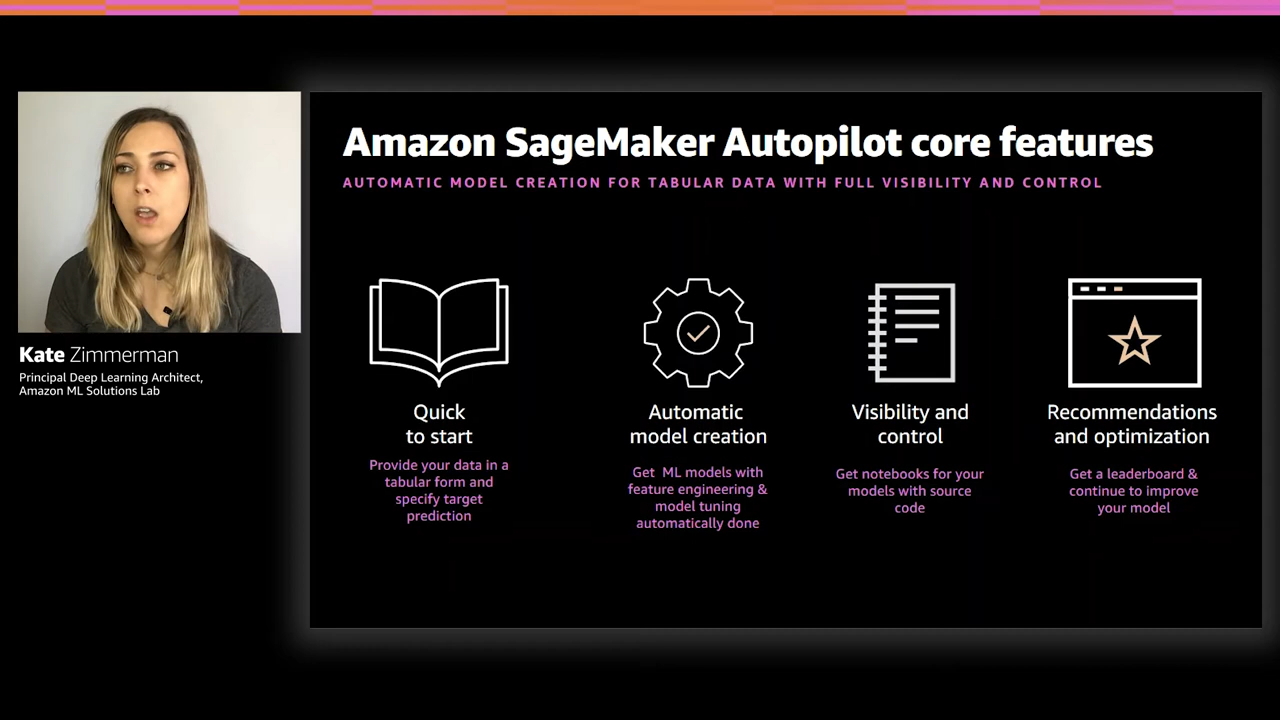 Amazon SageMaker Autopilot core features
AUTOMATIC MODEL CREATION FOR TABULAR DATA WITH FULL VISIBILITY AND CONTROL
Kate Zimmerman
Principal Deep Learning Architect,
Amazon ML Solutions Lab
Quick
to start
Provide your data in a
tabular form and
specify target
prediction
Automatic
model creation
Get ML models with
feature engineering &
model tuning
automatically done
Visibility and
control
Get notebooks for your
models with source
code
Recommendations
and optimization
Get a leaderboard &
continue to improve
your model